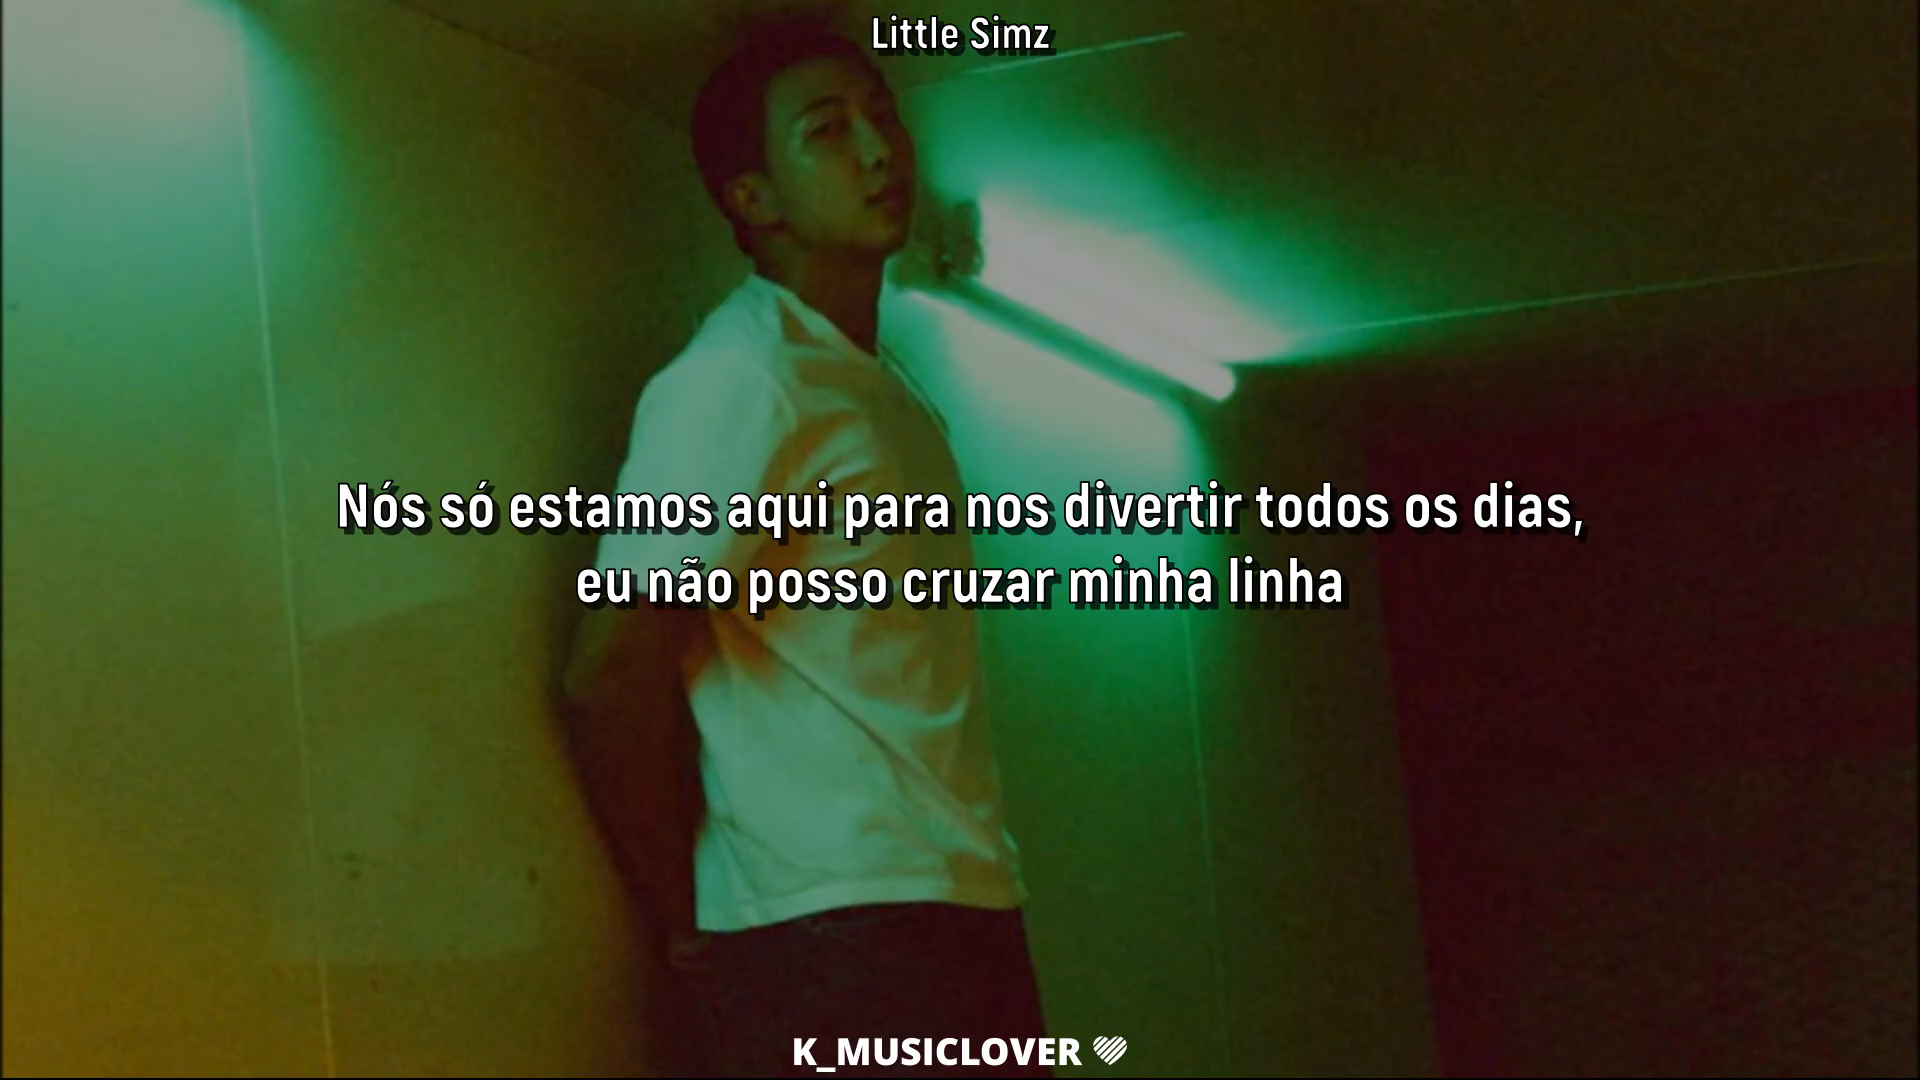 Little Simz
Nós só estamos aqui para nos divertir todos os dias,
eu não posso cruzar minha linha
K_MUSICLOVER